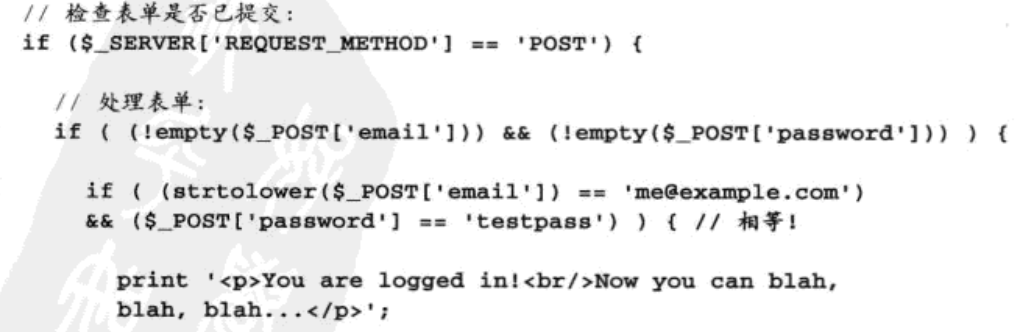 // 检查表单是否已提交：
if ($_SERVER['REQUEST_METHOD'] == 'POST') {
// 处理表单：
if ( (!empty($_POST['email'])) && (!empty($_POST['password'])) ) {
if ( (strtolower($_POST['email']) == 'me@example.com')
&& ($_POST['password'] == 'testpass') ) { // 相等!
print '<p>You are logged in!<br/>Now you can blah,
blah, blah...</p>';